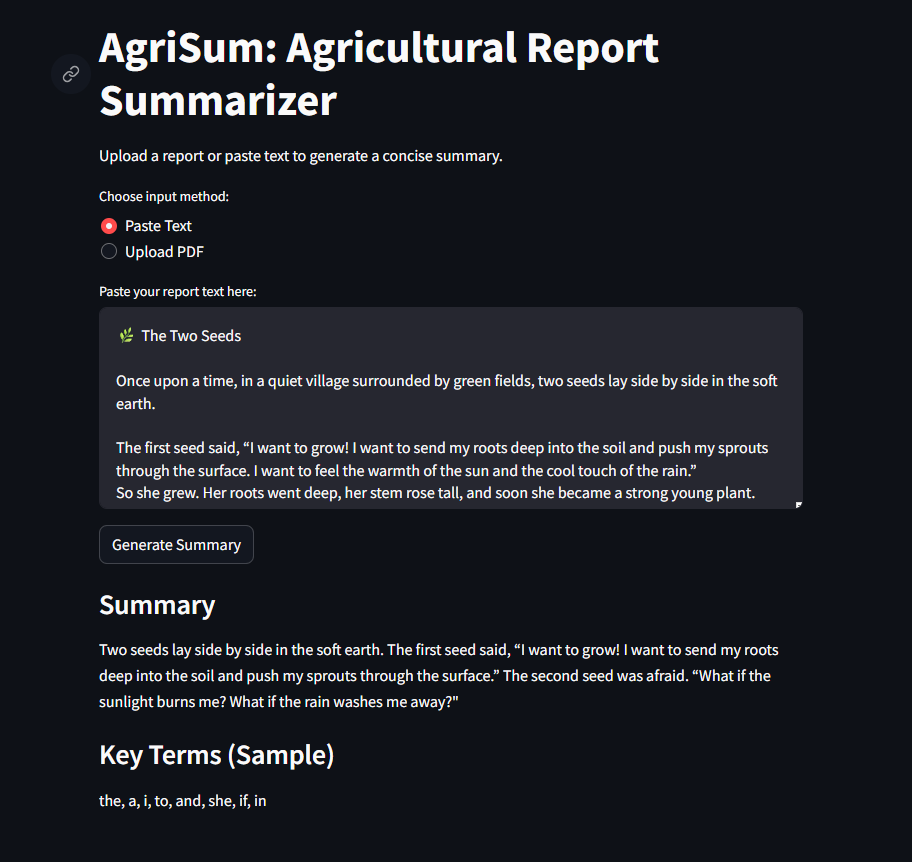 AgriSum: Agricultural Report
Summarizer
Upload a report or paste text to generate a concise summary.
Choose input method:
Paste Text
Upload PDF
Paste your report text here:
🌿 The Two Seeds
Once upon a time, in a quiet village surrounded by green fields, two seeds lay side by side in the soft
earth.
The first seed said, “I want to grow! I want to send my roots deep into the soil and push my sprouts
through the surface. I want to feel the warmth of the sun and the cool touch of the rain.”
So she grew. Her roots went deep, her stem rose tall, and soon she became a strong young plant.
Generate Summary
Summary
Two seeds lay side by side in the soft earth. The first seed said, “I want to grow! I want to send my roots
deep into the soil and push my sprouts through the surface.” The second seed was afraid. “What if the
sunlight burns me? What if the rain washes me away?"
Key Terms (Sample)
the, a, i, to, and, she, if, in